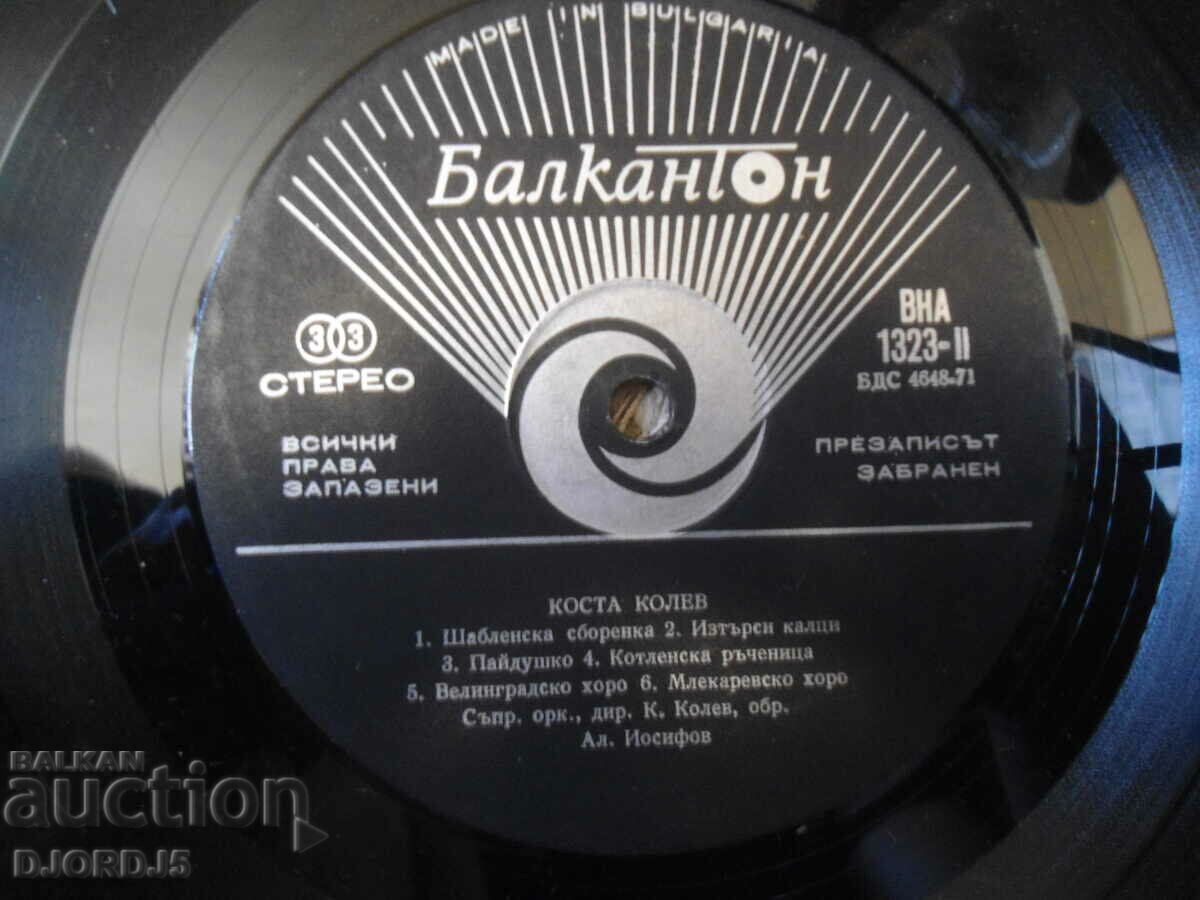 MADE IN BULGARIA
Балкантон
33
СТЕРЕО
ВНА
1323-II
БДС 4648-71
ВСИЧКИ
ПРАВА
ЗАПАЗЕНИ
ПРЕЗАПИСЪТ
ЗАБРАНЕН
КОСТА КОЛЕВ
1. Шабленска сборенка 2. Изтърси калци
3. Пайдушко 4. Котленска ръченица
5. Велинградско хоро 6. Млекаревско хоро
Съпр. орк., дир. К. Колев, обр.
Ал. Иосифов
BALKAN
auction
DJORDJ5